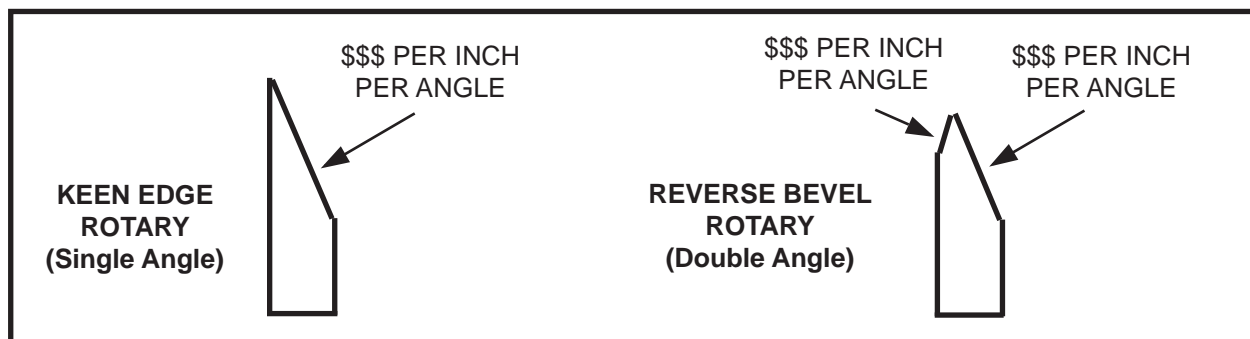 $$$ PER INCH
PER ANGLE
KEEN EDGE
ROTARY
(Single Angle)
$$$ PER INCH
PER ANGLE
$$$ PER INCH
PER ANGLE
REVERSE BEVEL
ROTARY
(Double Angle)